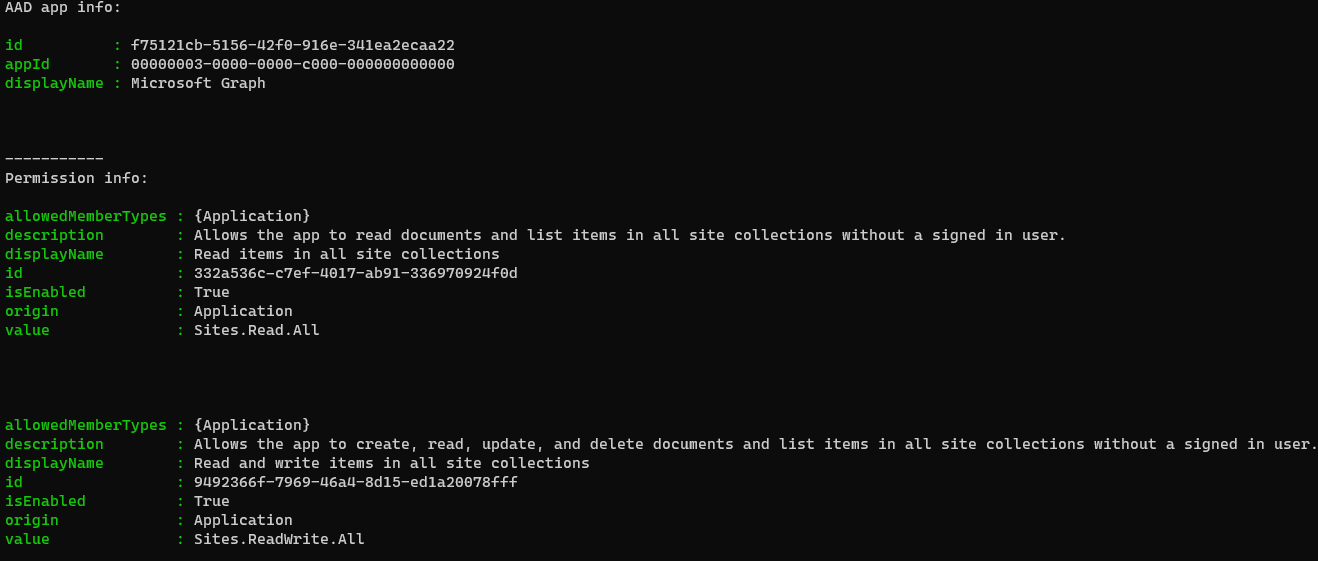 AAD app info:
id : f75121cb-5156-42f0-916e-341ea2ecaa22
appId : 00000003-0000-0000-c000-000000000000
displayName : Microsoft Graph
-----------
Permission info:
allowedMemberTypes : {Application}
description : Allows the app to read documents and list items in all site collections without a signed in user.
displayName : Read items in all site collections
id : 332a536c-c7ef-4017-ab91-336970924f0d
isEnabled : True
origin : Application
value : Sites.Read.All
allowedMemberTypes : {Application}
description : Allows the app to create, read, update, and delete documents and list items in all site collections without a signed in user.
displayName : Read and write items in all site collections
id : 9492366f-7969-46a4-8d15-ed1a20078fff
isEnabled : True
origin : Application
value : Sites.ReadWrite.All